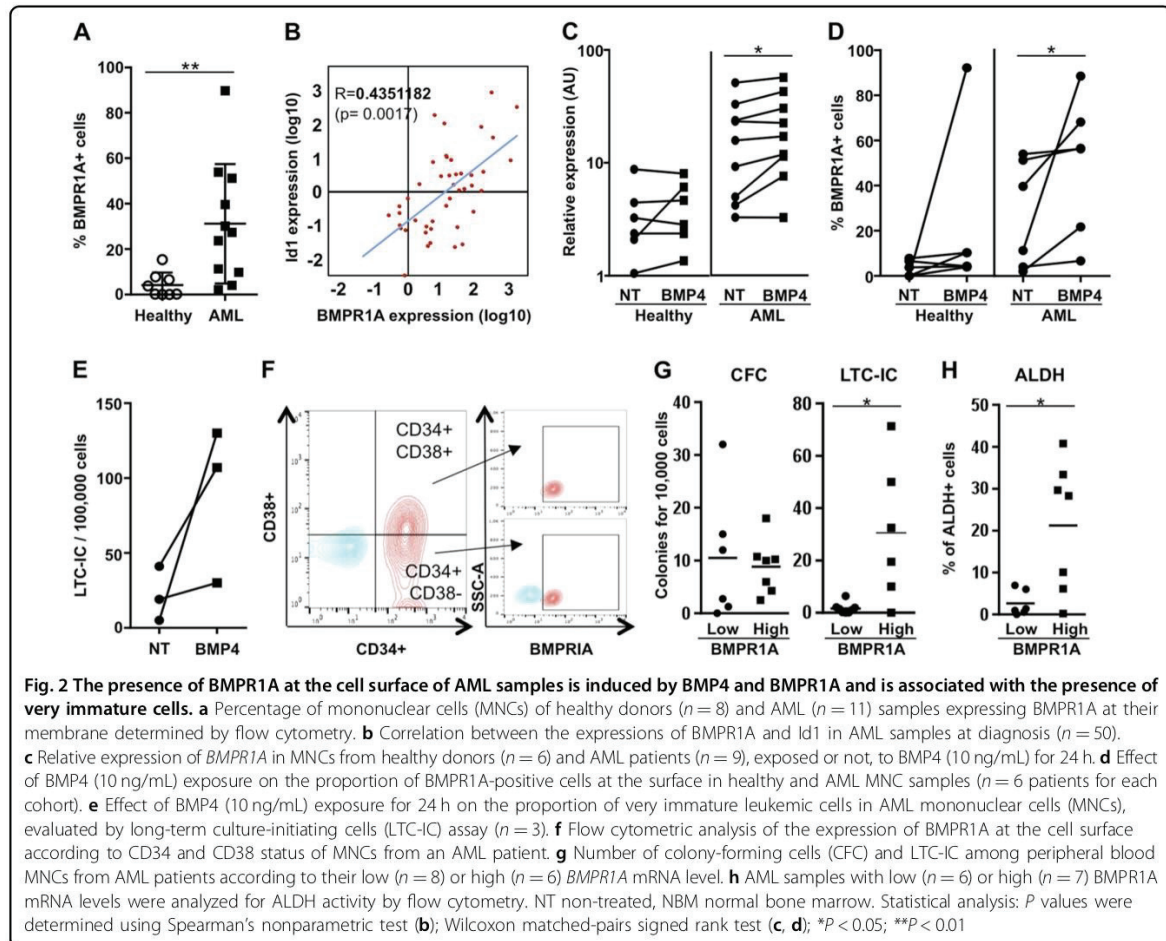 A
**
% BMPR1A+ cells
100
80
60
40
20
0
Healthy AML
B
R=0.4351182
(p= 0.0017)
Id1 expression (log10)
3
2
1
0
-1
-2
-2 -1 0 1 2 3
BMPR1A expression (log10)
C
*
Relative expression (AU)
100
10
1
NT BMP4 NT BMP4
Healthy AML
D
*
% BMPR1A+ cells
100
80
60
40
20
0
NT BMP4 NT BMP4
Healthy AML
E
LTC-IC / 100,000 cells
150
100
50
0
NT BMP4
F
CD38+
CD34+
CD38+
CD34+
CD38-
CD34+
SSC-A
BMPRIA
G
CFC LTC-IC
*
Colonies for 10,000 cells
40
30
20
10
0
80
60
40
20
0
Low High Low High
BMPR1A BMPR1A
H
ALDH
*
% of ALDH+ cells
50
40
30
20
10
0
Low High
BMPR1A
Fig. 2 The presence of BMPR1A at the cell surface of AML samples is induced by BMP4 and BMPR1A and is associated with the presence of
very immature cells. a Percentage of mononuclear cells (MNCs) of healthy donors (n = 8) and AML (n = 11) samples expressing BMPR1A at their
membrane determined by flow cytometry. b Correlation between the expressions of BMPR1A and Id1 in AML samples at diagnosis (n = 50).
c Relative expression of BMPR1A in MNCs from healthy donors (n = 6) and AML patients (n = 9), exposed or not, to BMP4 (10 ng/mL) for 24 h. d Effect
of BMP4 (10 ng/mL) exposure on the proportion of BMPR1A-positive cells at the surface in healthy and AML MNC samples (n = 6 patients for each
cohort). e Effect of BMP4 (10 ng/mL) exposure for 24 h on the proportion of very immature leukemic cells in AML mononuclear cells (MNCs),
evaluated by long-term culture-initiating cells (LTC-IC) assay (n = 3). f Flow cytometric analysis of the expression of BMPR1A at the cell surface
according to CD34 and CD38 status of MNCs from an AML patient. g Number of colony-forming cells (CFC) and LTC-IC among peripheral blood
MNCs from AML patients according to their low (n = 8) or high (n = 6) BMPR1A mRNA level. h AML samples with low (n = 6) or high (n = 7) BMPR1A
mRNA levels were analyzed for ALDH activity by flow cytometry. NT non-treated, NBM normal bone marrow. Statistical analysis: P values were
determined using Spearman's nonparametric test (b); Wilcoxon matched-pairs signed rank test (c, d); *P < 0.05; **P < 0.01